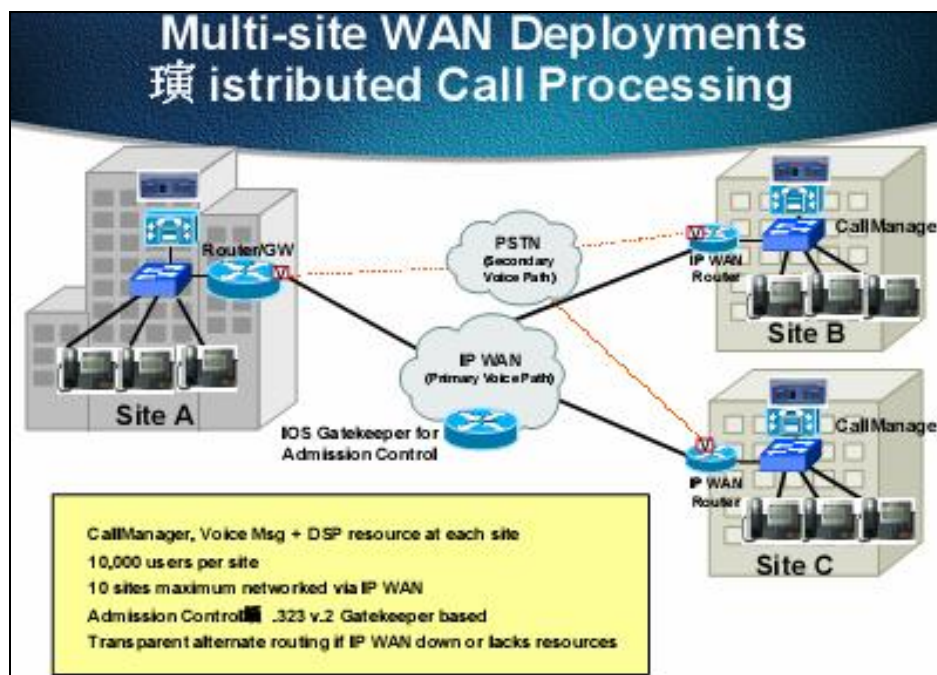 Multi-site WAN Deployments
璜 istributed Call Processing
Router/GW
V
PSTN
(Secondary
Voice Path)
V
IP WAN
Router
CallManager
Site B
IP WAN
(Primary Voice Path)
Site A
IOS Gatekeeper for
Admission Control
V
IP WAN
Router
CallManager
Site C
CallManager, Voice Msg + DSP resource at each site
10,000 users per site
10 sites maximum networked via IP WAN
Admission Control .323 v.2 Gatekeeper based
Transparent alternate routing if IP WAN down or lacks resources